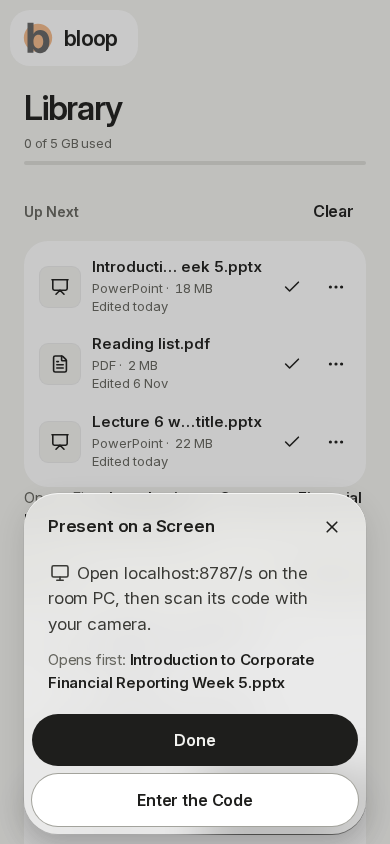 bloop
Library
0 of 5 GB used
Up Next
Clear
Introducti… eek 5.pptx
PowerPoint · 18 MB
Edited today
Reading list.pdf
PDF · 2 MB
Edited 6 Nov
Lecture 6 w…title.pptx
PowerPoint · 22 MB
Edited today
Present on a Screen
Open localhost:8787/s on the
room PC, then scan its code with
your camera.
Opens first: Introduction to Corporate
Financial Reporting Week 5.pptx
Done
Enter the Code